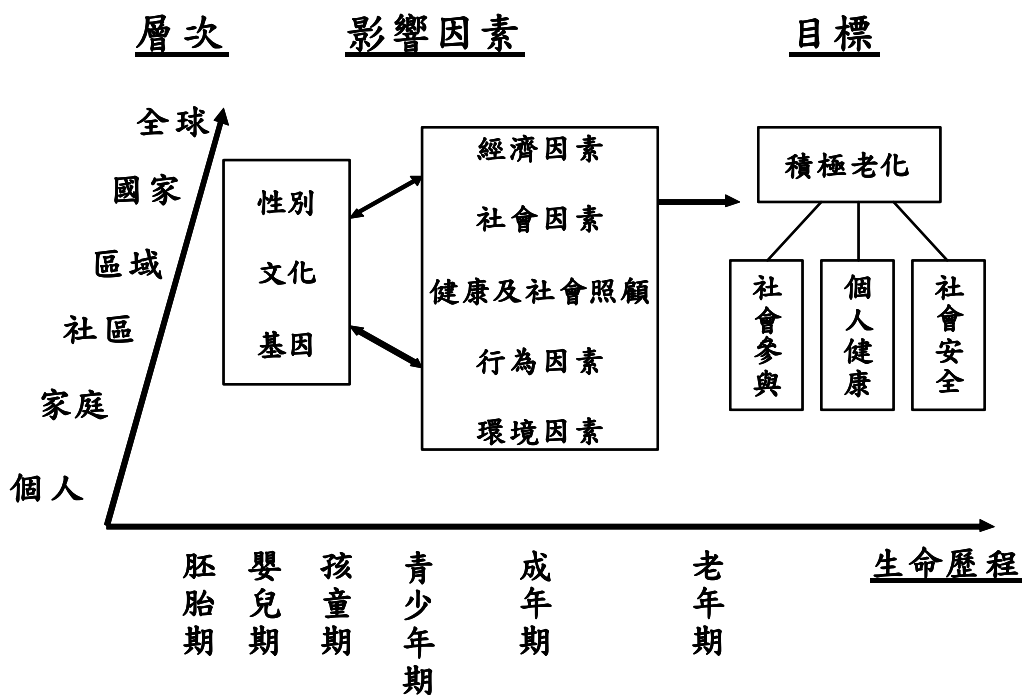 層次
影響因素
目標
全球
國家
區域
社區
家庭
個人
性別
文化
基因
經濟因素
社會因素
健康及社會照顧
行為因素
環境因素
積極老化
社會參與
個人健康
社會安全
胚胎期
嬰兒期
孩童期
青少年期
成年期
老年期
生命歷程